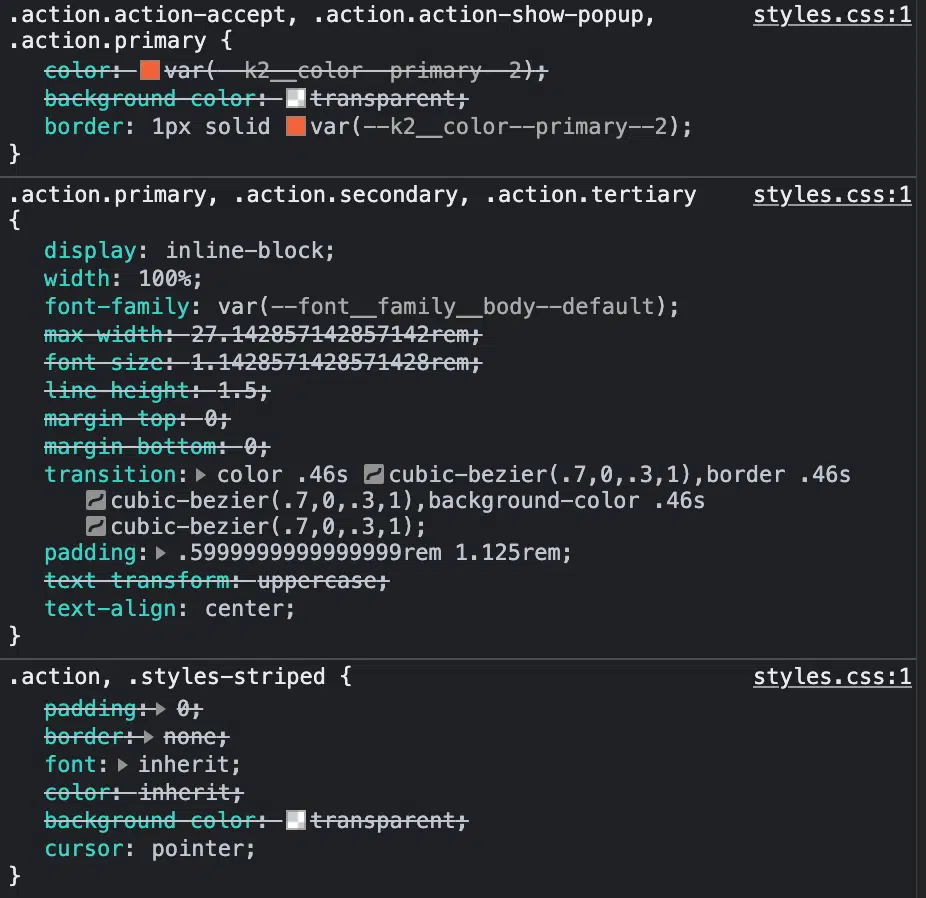 .action.action-accept, .action.action-show-popup, styles.css:1
.action.primary {
color: var(--k2__color--primary--2);
background-color: transparent;
border: 1px solid var(--k2__color--primary--2);
}
.action.primary, .action.secondary, .action.tertiary styles.css:1
{
display: inline-block;
width: 100%;
font-family: var(--font__family__body--default);
max-width: 27.142857142857142rem;
font-size: 1.1428571428571428rem;
line-height: 1.5;
margin-top: 0;
margin-bottom: 0;
transition: color .46s cubic-bezier(.7,0,.3,1),border .46s
cubic-bezier(.7,0,.3,1),background-color .46s
cubic-bezier(.7,0,.3,1);
padding: .5999999999999999rem 1.125rem;
text-transform: uppercase;
text-align: center;
}
.action, .styles-striped { styles.css:1
padding: 0;
border: none;
font: inherit;
color: inherit;
background-color: transparent;
cursor: pointer;
}